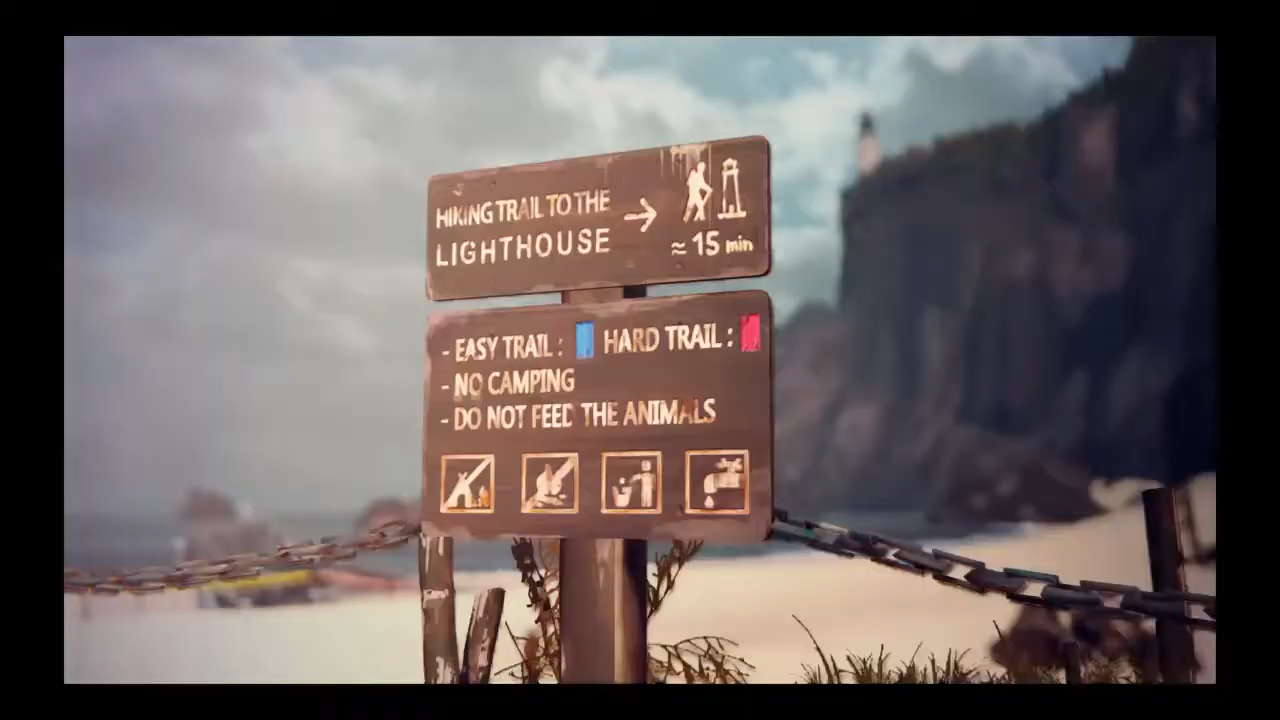 HIKING TRAIL TO THE
LIGHTHOUSE → ≈ 15 min
- EASY TRAIL : HARD TRAIL :
- NO CAMPING
- DO NOT FEED THE ANIMALS